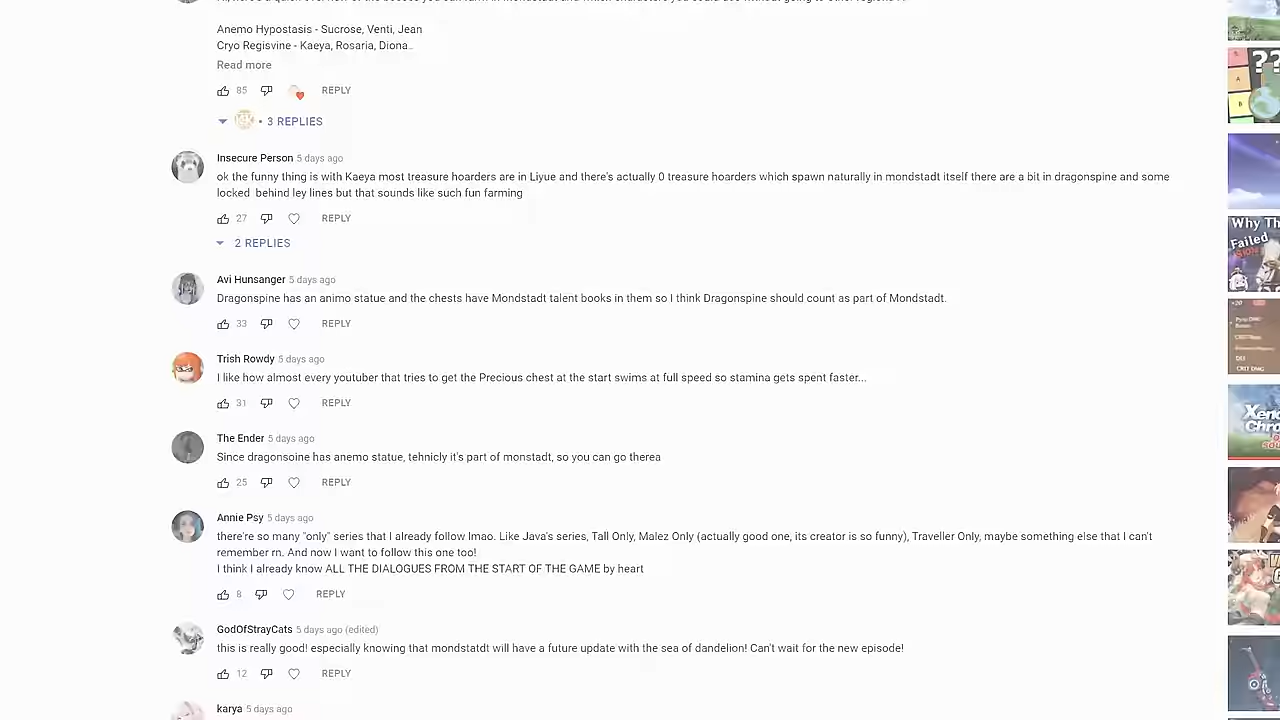 Anemo Hypostasis - Sucrose, Venti, Jean
Cryo Regisvine - Kaeya, Rosaria, Diona..
Read more
85 REPLY
• 3 REPLIES
Insecure Person 5 days ago
ok the funny thing is with Kaeya most treasure hoarders are in Liyue and there's actually 0 treasure hoarders which spawn naturally in mondstadt itself there are a bit in dragonspine and some
locked behind ley lines but that sounds like such fun farming
27 REPLY
2 REPLIES
Avi Hunsanger 5 days ago
Dragonspine has an animo statue and the chests have Mondstadt talent books in them so I think Dragonspine should count as part of Mondstadt.
33 REPLY
Trish Rowdy 5 days ago
I like how almost every youtuber that tries to get the Precious chest at the start swims at full speed so stamina gets spent faster...
31 REPLY
The Ender 5 days ago
Since dragonsoine has anemo statue, tehnicly it's part of monstadt, so you can go therea
25 REPLY
Annie Psy 5 days ago
there're so many "only" series that I already follow lmao. Like Arlve's series, Tall Only, Malez Only (actually good one, its creator is so funny), Traveller Only, maybe something else that I can't
remember rn. And now I want to follow this one too!
I think I already know ALL THE DIALOGUES FROM THE START OF THE GAME by heart
8 REPLY
GodOfStrayCats 5 days ago (edited)
this is really good! especially knowing that mondstatdt will have a new update with the sea of dandelion! Can't wait for the new episode!
12 REPLY
karya 5 days ago
??
A
B
Why Th
Failed
+20
DEF
CRIT DMG
Xeno
Chro